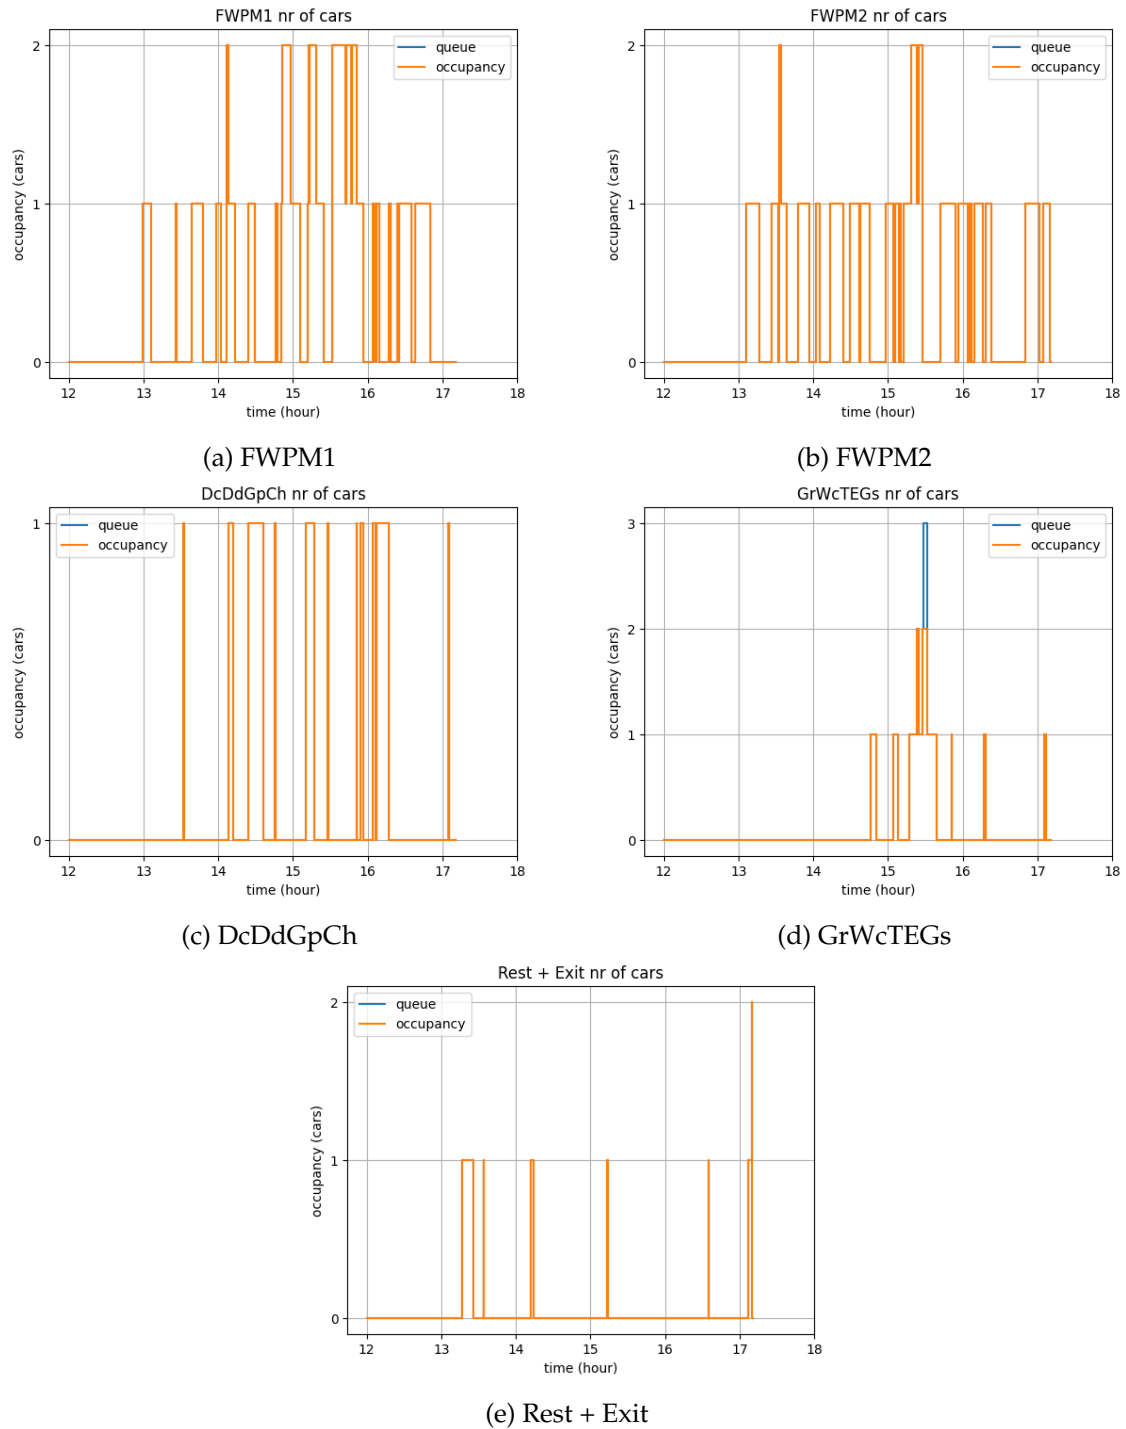 FWPM1 nr of cars
queue
occupancy
occupancy (cars)
2
1
0
12 13 14 15 16 17 18
time (hour)
(a) FWPM1
FWPM2 nr of cars
queue
occupancy
occupancy (cars)
2
1
0
12 13 14 15 16 17 18
time (hour)
(b) FWPM2
DcDdGpCh nr of cars
queue
occupancy
occupancy (cars)
1
0
12 13 14 15 16 17 18
time (hour)
(c) DcDdGpCh
GrWcTEGs nr of cars
queue
occupancy
occupancy (cars)
3
2
1
0
12 13 14 15 16 17 18
time (hour)
(d) GrWcTEGs
Rest + Exit nr of cars
queue
occupancy
occupancy (cars)
2
1
0
12 13 14 15 16 17 18
time (hour)
(e) Rest + Exit